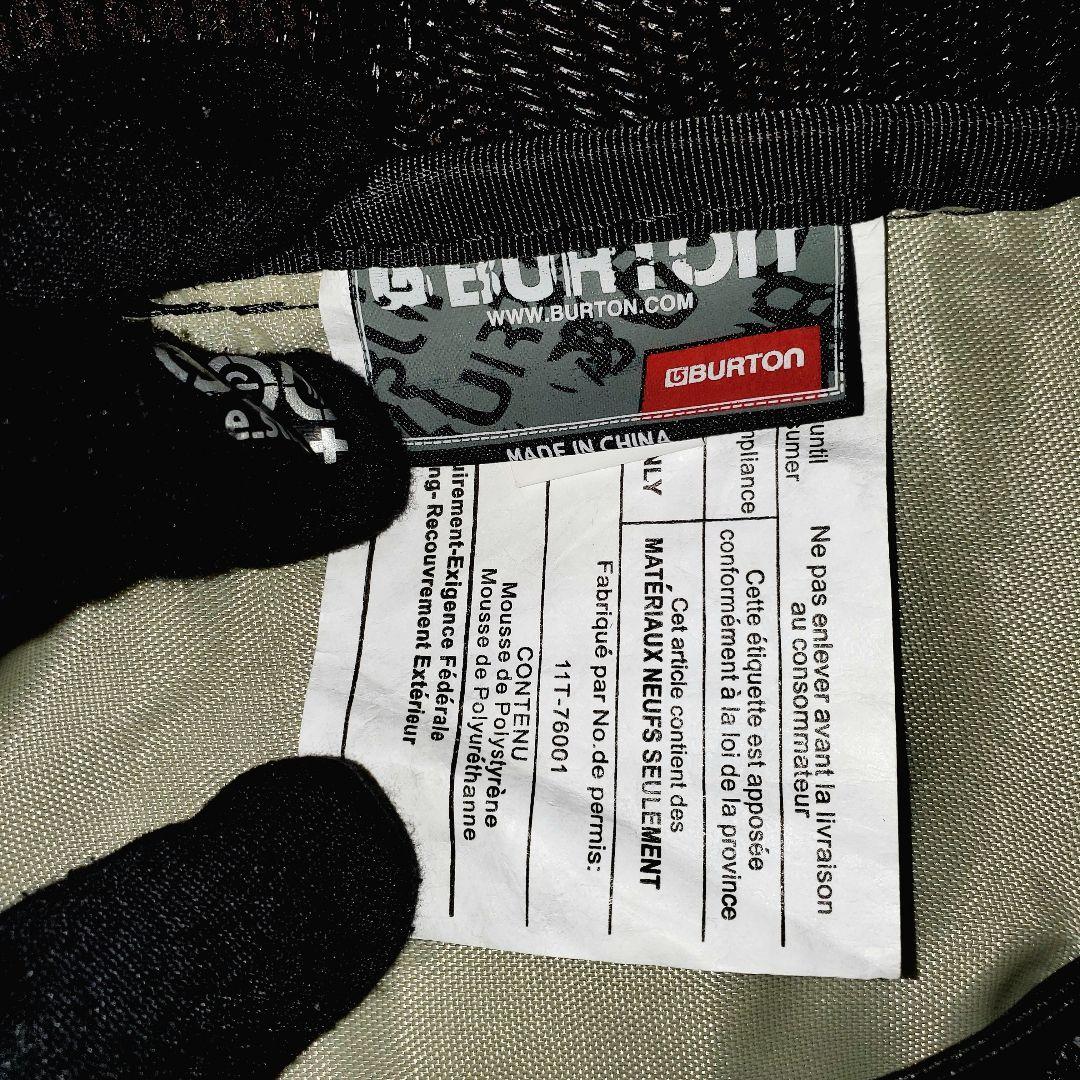 BURTON
WWW.BURTON.COM
BURTON
MADE IN CHINA
until
umer
Ne pas enlever avant la livraison
au consommateur
mpliance
Cette étiquette est apposée
conformément à la loi de la province
NLY
Cet article contient des
MATÉRIAUX NEUFS SEULEMENT
Fabriqué par No.de permis:
11T-76001
CONTENU
Mousse de Polystyrène
Mousse de Polyuréthanne
uirement-Exigence Fédérale
ng- Recouvrement Extérieur